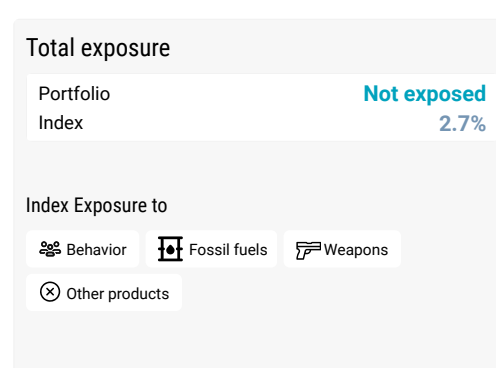 Total exposure
Portfolio Not exposed
Index 2.7%
Index Exposure to
Behavior Fossil fuels Weapons
Other products